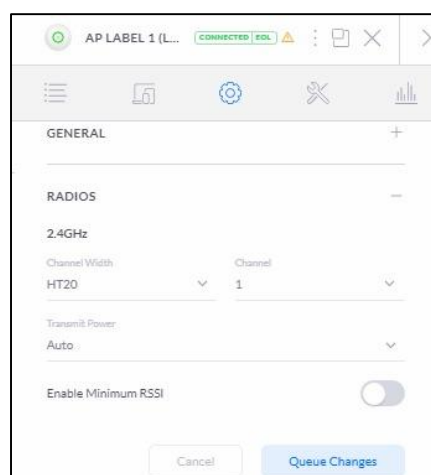 AP LABEL 1 (L... CONNECTED EOL
GENERAL
RADIOS
2.4GHz
Channel Width Channel
HT20 1
Transmit Power
Auto
Enable Minimum RSSI
Cancel Queue Changes